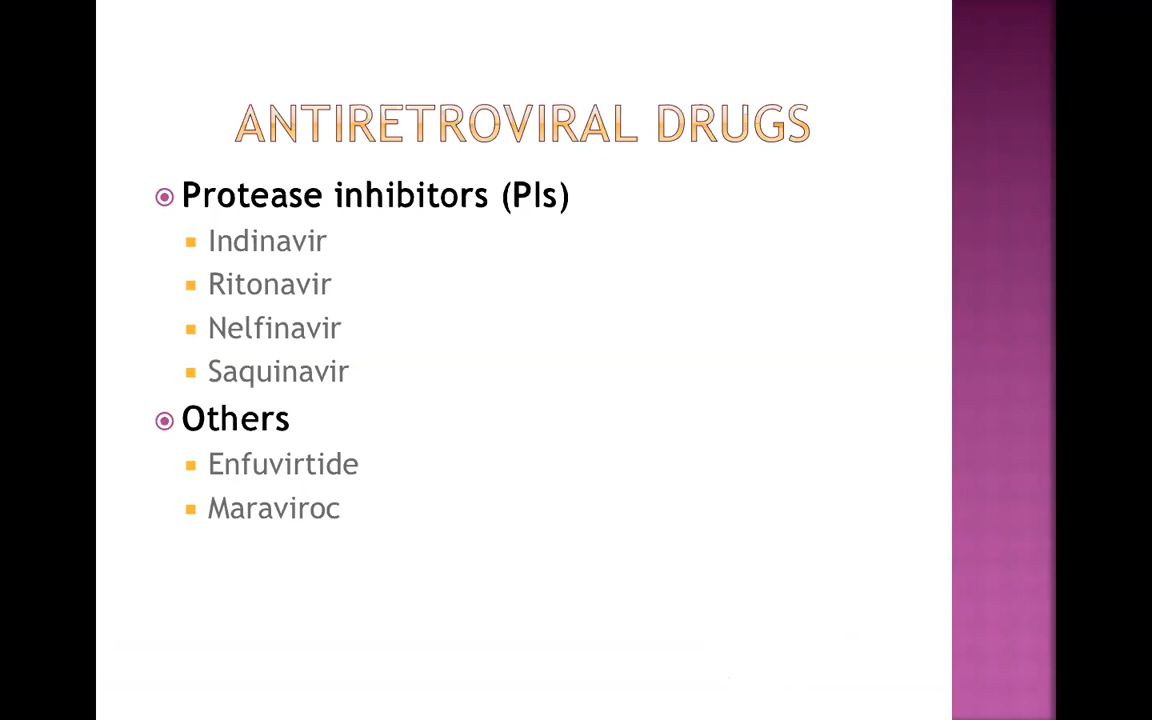 ANTIRETROVIRAL DRUGS
Protease inhibitors (PIs)
Indinavir
Ritonavir
Nelfinavir
Saquinavir
Others
Enfuvirtide
Maraviroc